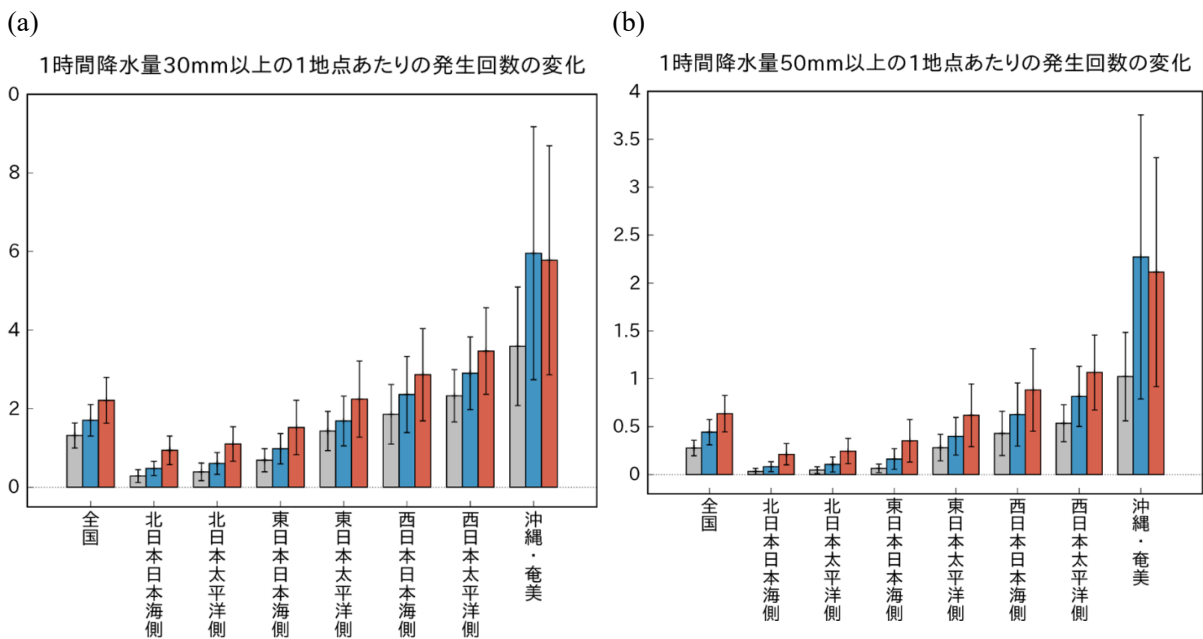 (a)
1時間降水量30mm以上の1地点あたりの発生回数の変化
0
8
6
4
2
0
全国
北日本日本海側
北日本太平洋側
東日本日本海側
東日本太平洋側
西日本日本海側
西日本太平洋側
沖縄・奄美
(b)
1時間降水量50mm以上の1地点あたりの発生回数の変化
4
3.5
3
2.5
2
1.5
1
0.5
0
全国
北日本日本海側
北日本太平洋側
東日本日本海側
東日本太平洋側
西日本日本海側
西日本太平洋側
沖縄・奄美